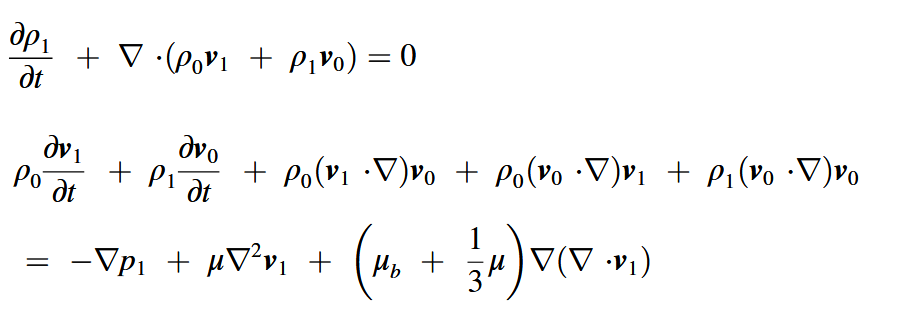 ∂ρ₁/∂t + ∇ ·(ρ₀𝒗₁ + ρ₁𝒗₀) = 0
ρ₀ ∂𝒗₁/∂t + ρ₁ ∂𝒗₀/∂t + ρ₀(𝒗₁ ·∇)𝒗₀ + ρ₀(𝒗₀ ·∇)𝒗₁ + ρ₁(𝒗₀ ·∇)𝒗₀
= −∇p₁ + μ∇²𝒗₁ + (μ_b + 1/3 μ)∇(∇ ·𝒗₁)